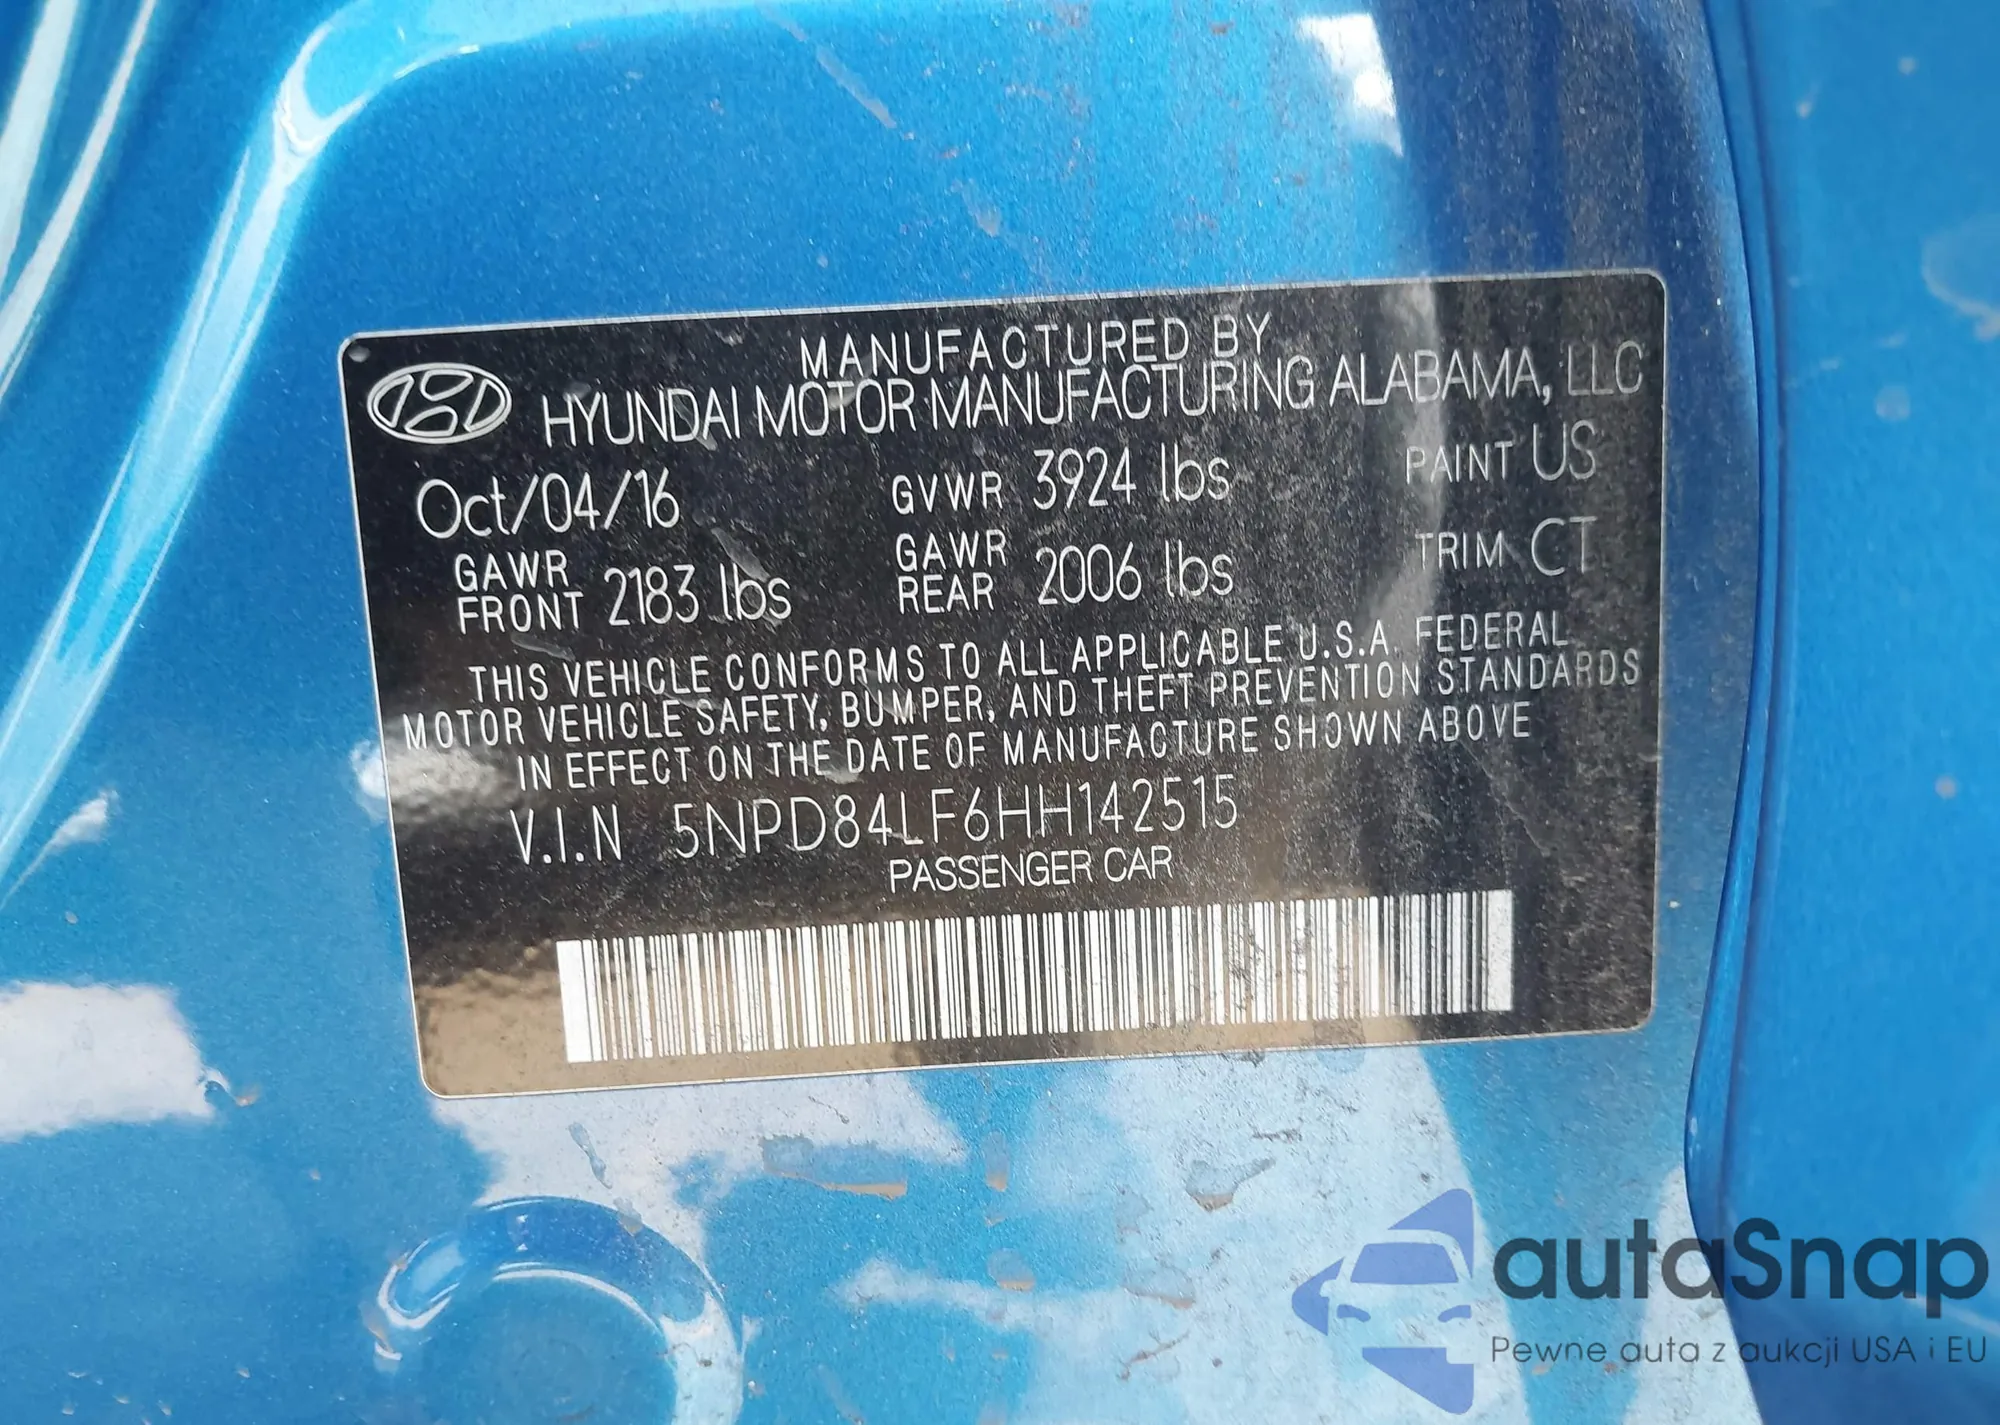 MANUFACTURED BY
HYUNDAI MOTOR MANUFACTURING ALABAMA, LLC
Oct/04/16 GVWR 3924 lbs PAINT US
GAWR FRONT 2183 lbs GAWR REAR 2006 lbs TRIM CT
THIS VEHICLE CONFORMS TO ALL APPLICABLE U.S.A. FEDERAL
MOTOR VEHICLE SAFETY, BUMPER, AND THEFT PREVENTION STANDARDS
IN EFFECT ON THE DATE OF MANUFACTURE SHOWN ABOVE
V.I.N 5NPD84LF6HH142515
PASSENGER CAR
autaSnap
Pewne auta z aukcji USA i EU